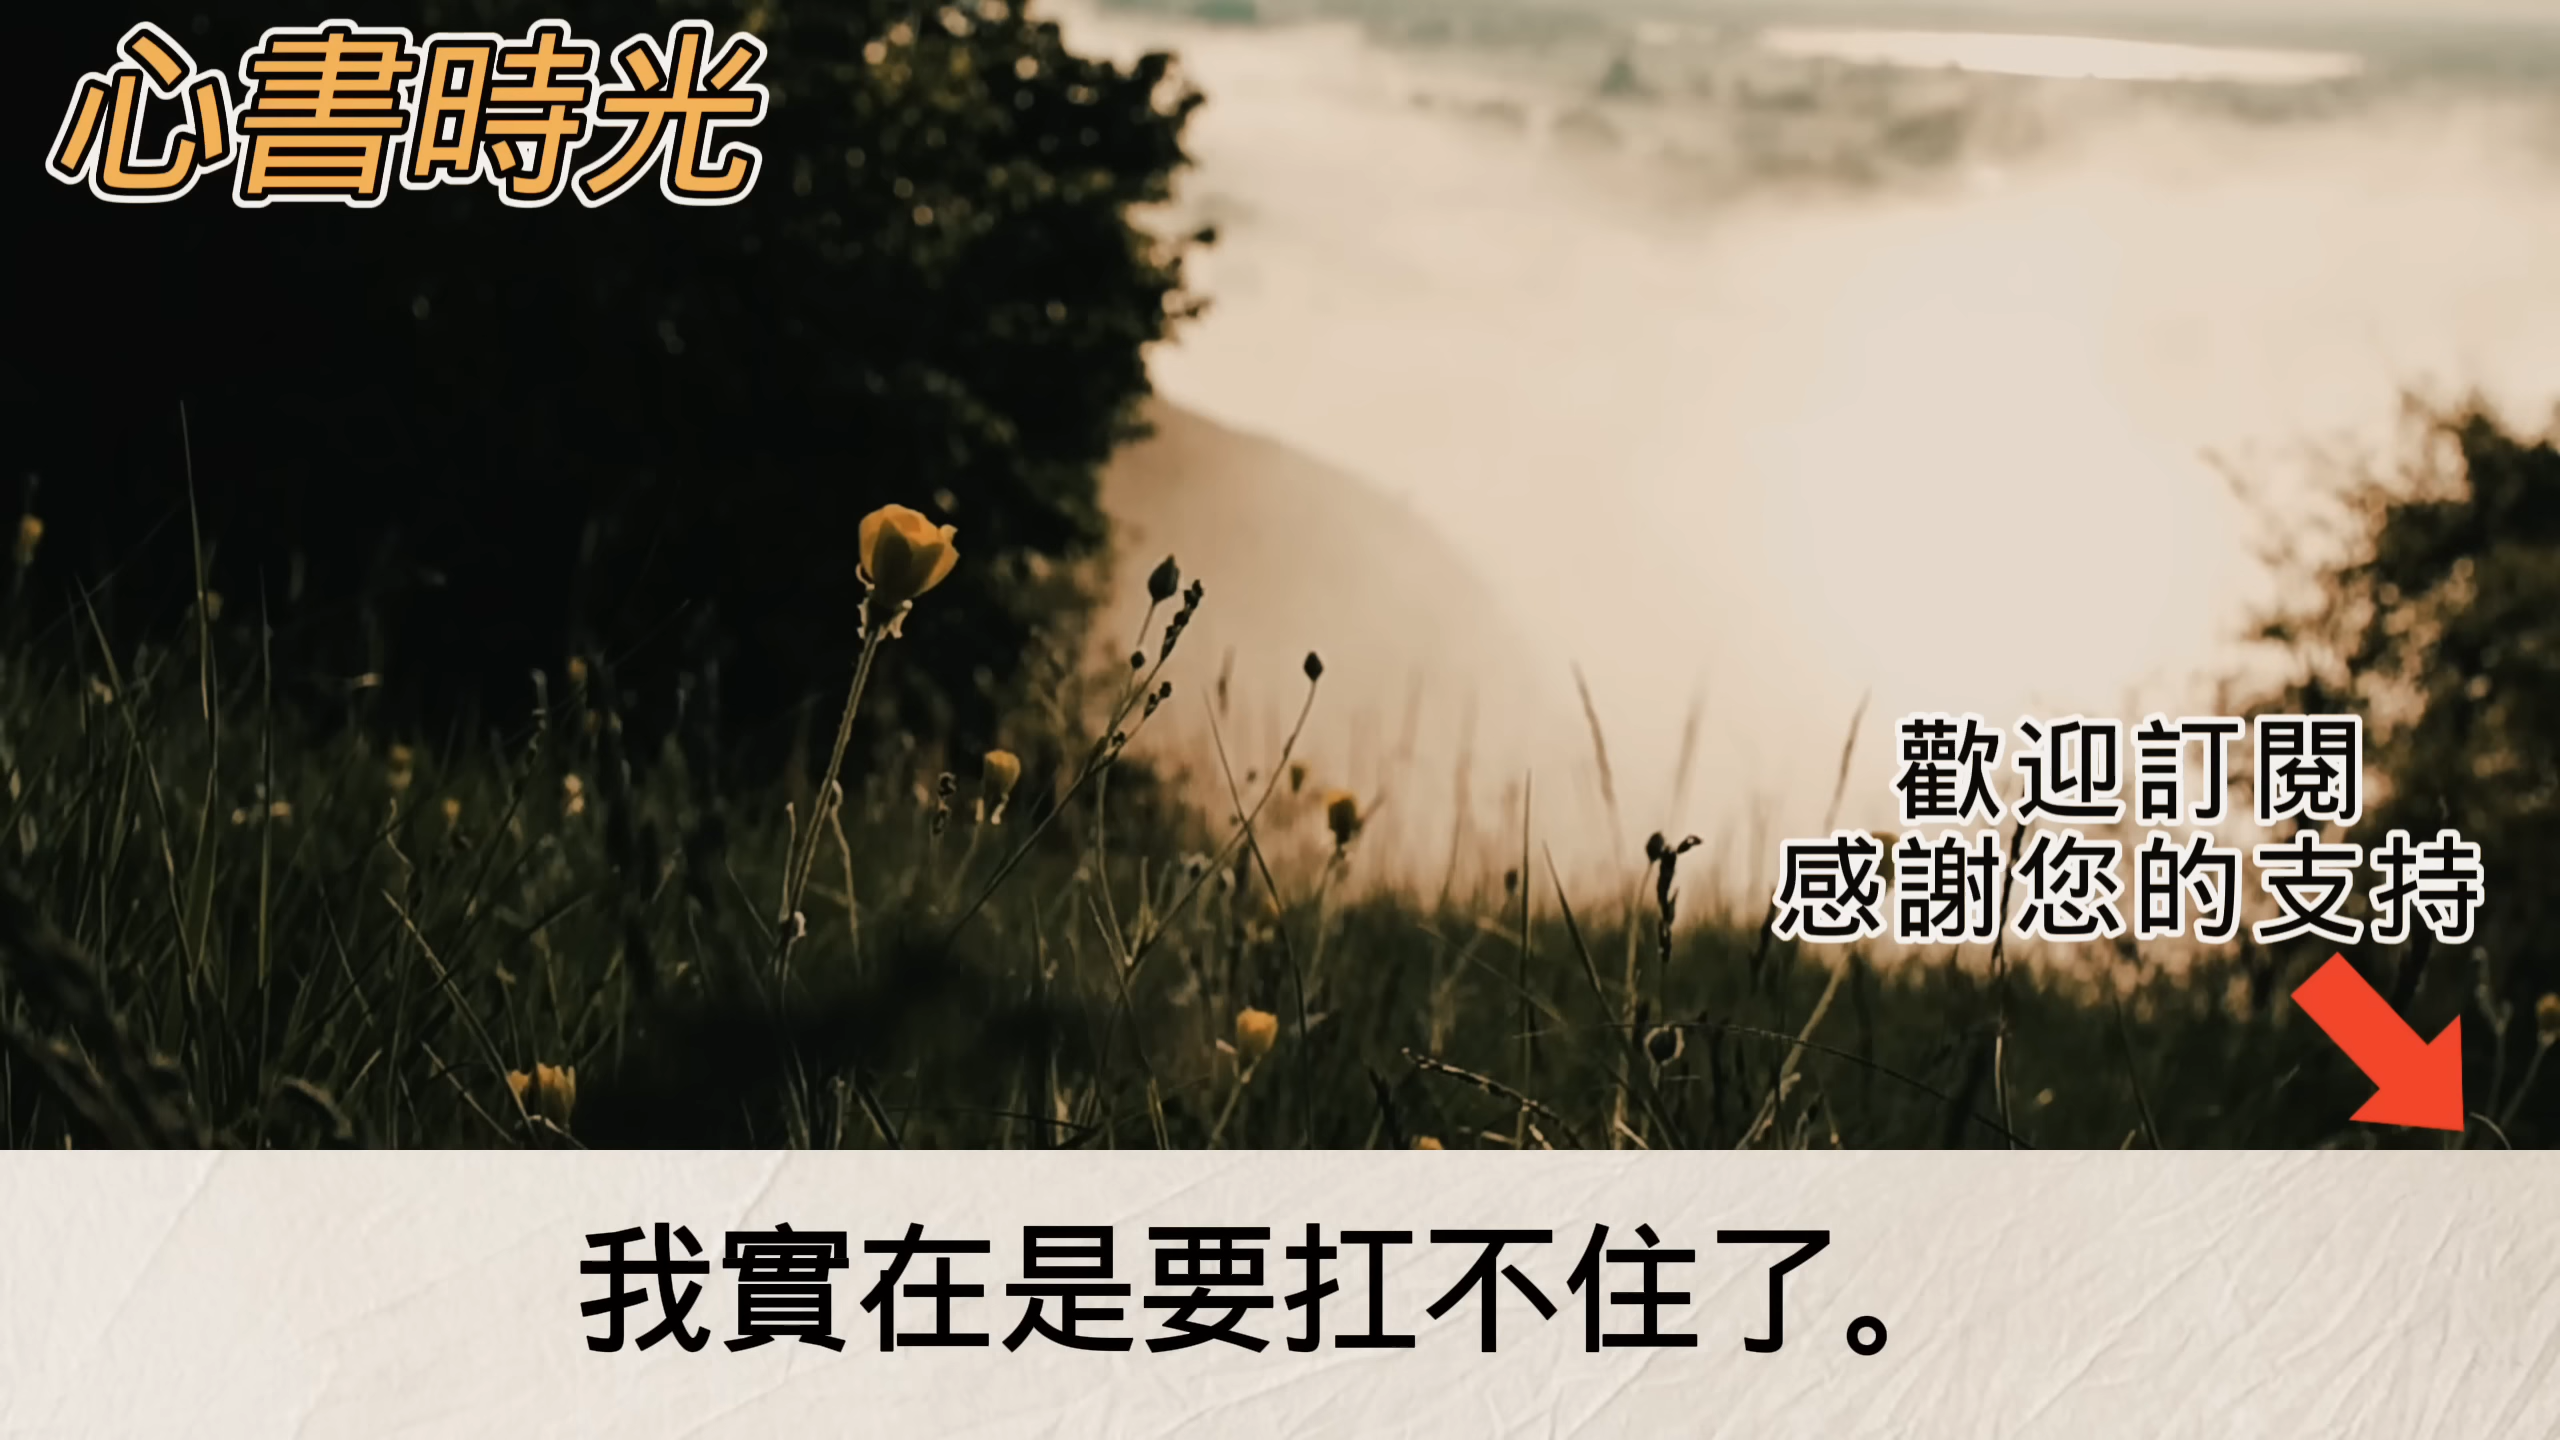 心書時光
歡迎訂閱
感謝您的支持
我實在是要扛不住了。